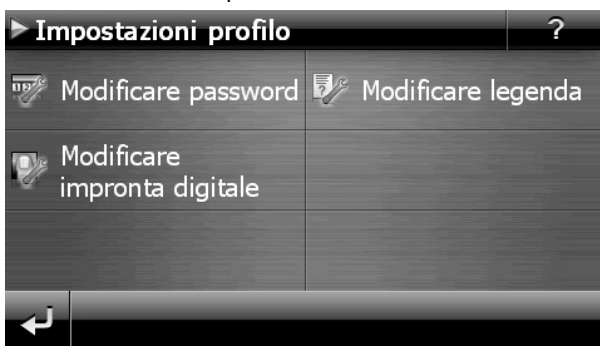 Impostazioni profilo ?
Modificare password Modificare legenda
Modificare
impronta digitale